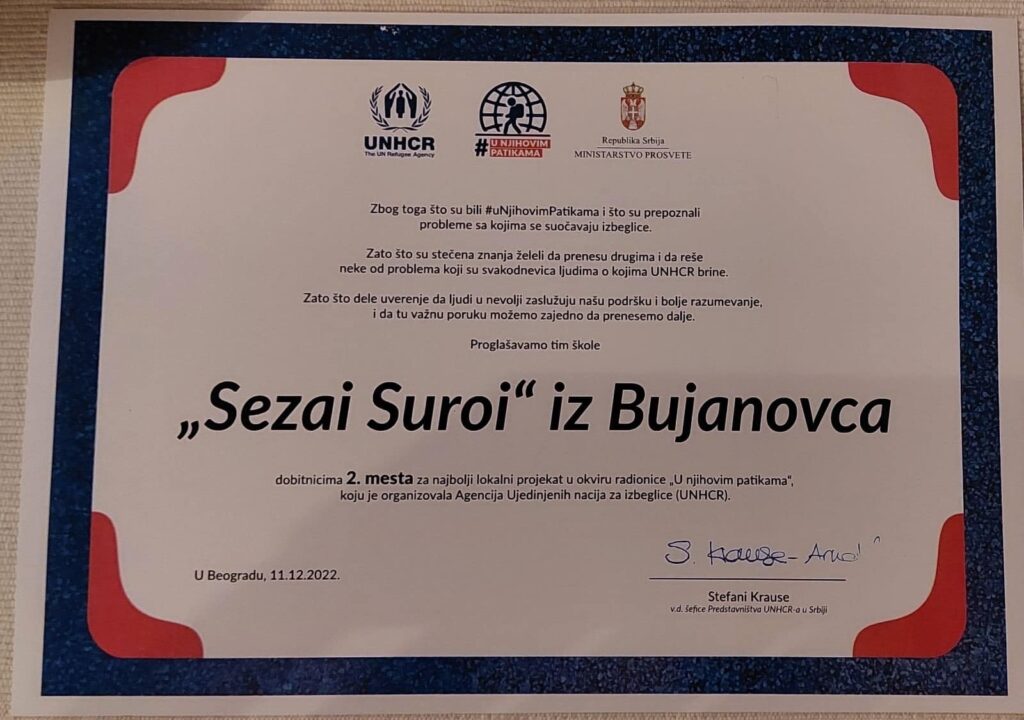 UNHCR
The UN Refugee Agency
# U NJIHOVIM
PATIKAMA
Republika Srbija
MINISTARSTVO PROSVETE
Zbog toga što su bili #uNjihovimPatikama i što su prepoznali
probleme sa kojima se suočavaju izbeglice.
Zato što su stečena znanja želeli da prenesu drugima i da reše
neke od problema koji su svakodnevica ljudima o kojima UNHCR brine.
Zato što dele uverenje da ljudi u nevolji zaslužuju našu podršku i bolje razumevanje,
i da tu važnu poruku možemo zajedno da prenesemo dalje.
Proglašavamo tim škole
„Sezai Suroi“ iz Bujanovca
dobitnicima 2. mesta za najbolji lokalni projekat u okviru radionice „U njihovim patikama“,
koju je organizovala Agencija Ujedinjenih nacija za izbeglice (UNHCR).
S. Krause-
U Beogradu, 11.12.2022.
Stefani Krause
v.d. šefice Predstavništva UNHCR-a u Srbiji